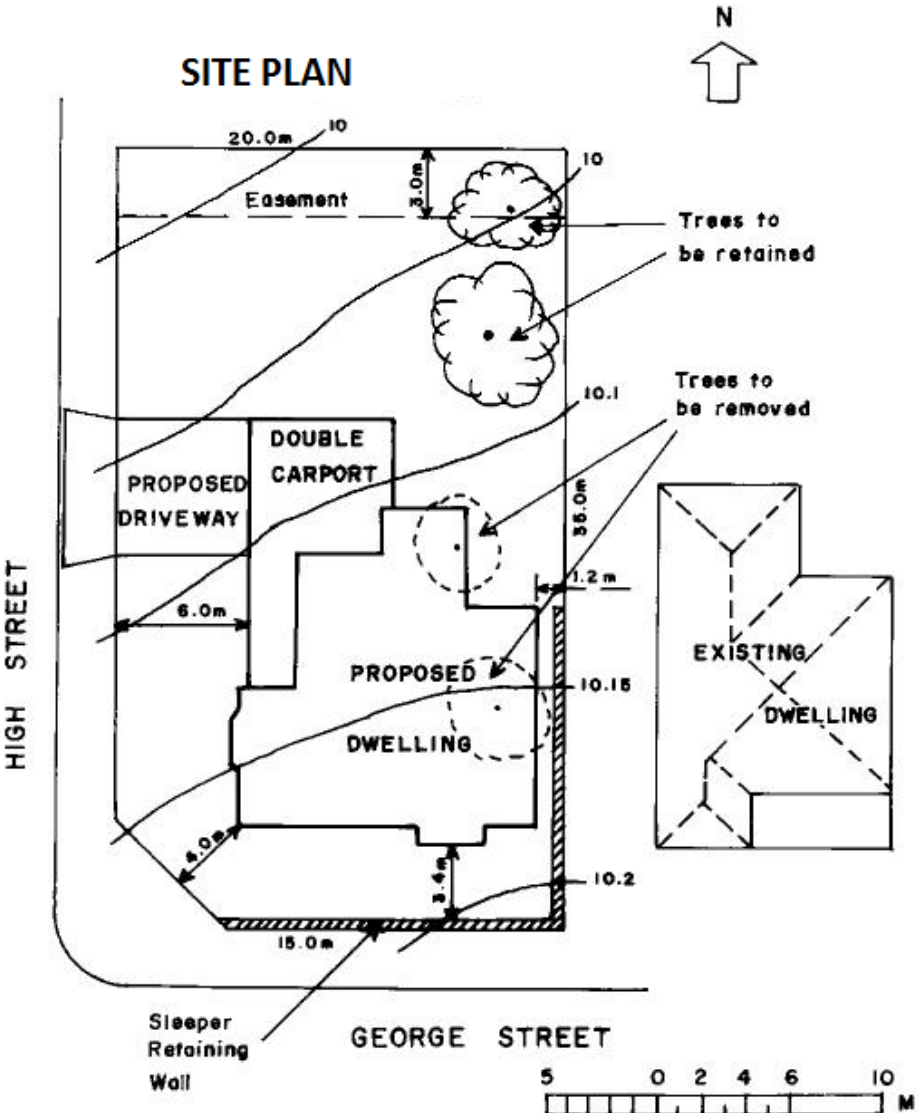 N
SITE PLAN
20.0m
10
10
3.0m
Easement
Trees to
be retained
Trees to
be removed
10.1
DOUBLE
CARPORT
PROPOSED
DRIVEWAY
35.0m
1.2 m
6.0m
HIGH STREET
EXISTING
DWELLING
PROPOSED
DWELLING
10.15
4.0m
3.4m
10.2
15.0m
Sleeper
Retaining
Wall
GEORGE STREET
5 0 2 4 6 10
M